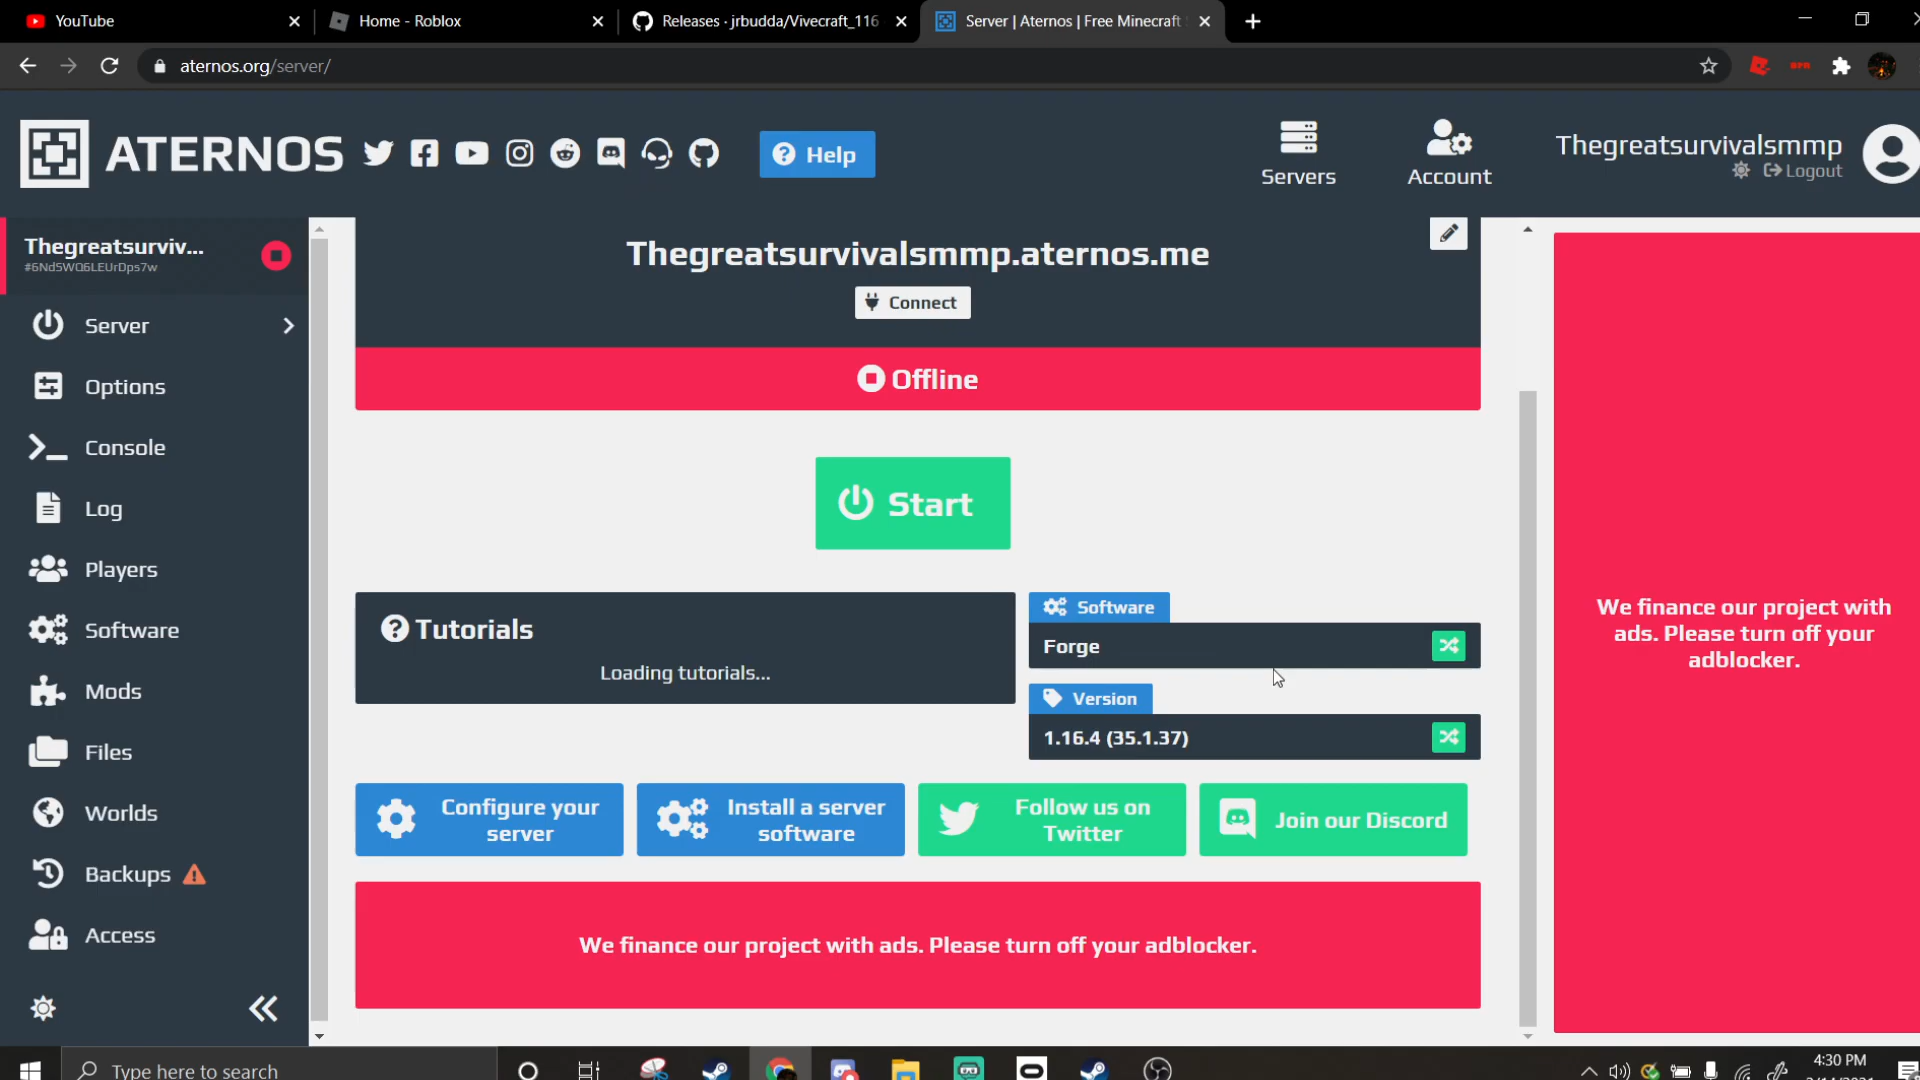 YouTube
Home - Roblox
Releases · jrbudda/Vivecraft_116
Server | Aternos | Free Minecraft
aternos.org/server/
ATERNOS
Help
Servers
Account
Thegreatsurvivalsmmp
Logout
Thegreatsurviv...
#6NdSWQ6LEUrDps7w
Server
Options
Console
Log
Players
Software
Mods
Files
Worlds
Backups
Access
Thegreatsurvivalsmmp.aternos.me
Connect
Offline
Start
Tutorials
Loading tutorials...
Software
Forge
Version
1.16.4 (35.1.37)
Configure your
server
Install a server
software
Follow us on
Twitter
Join our Discord
We finance our project with ads. Please turn off your adblocker.
We finance our project with
ads. Please turn off your
adblocker.
Type here to search
4:30 PM